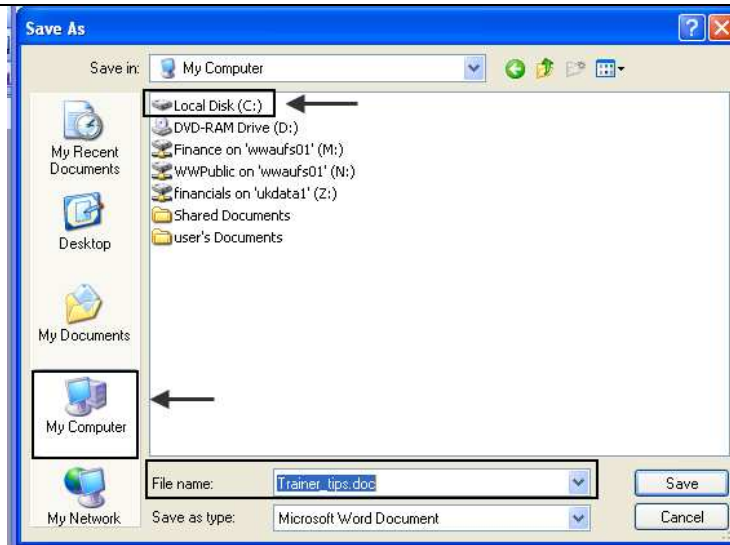 Save As
Save in:
My Computer
My Recent
Documents
Desktop
My Documents
My Computer
My Network
Local Disk (C:)
DVD-RAM Drive (D:)
Finance on 'wwaufs01' (M:)
WWPublic on 'wwaufs01' (N:)
financials on 'ukdata1' (Z:)
Shared Documents
user's Documents
File name:
Trainer_tips.doc
Save
Save as type:
Microsoft Word Document
Cancel